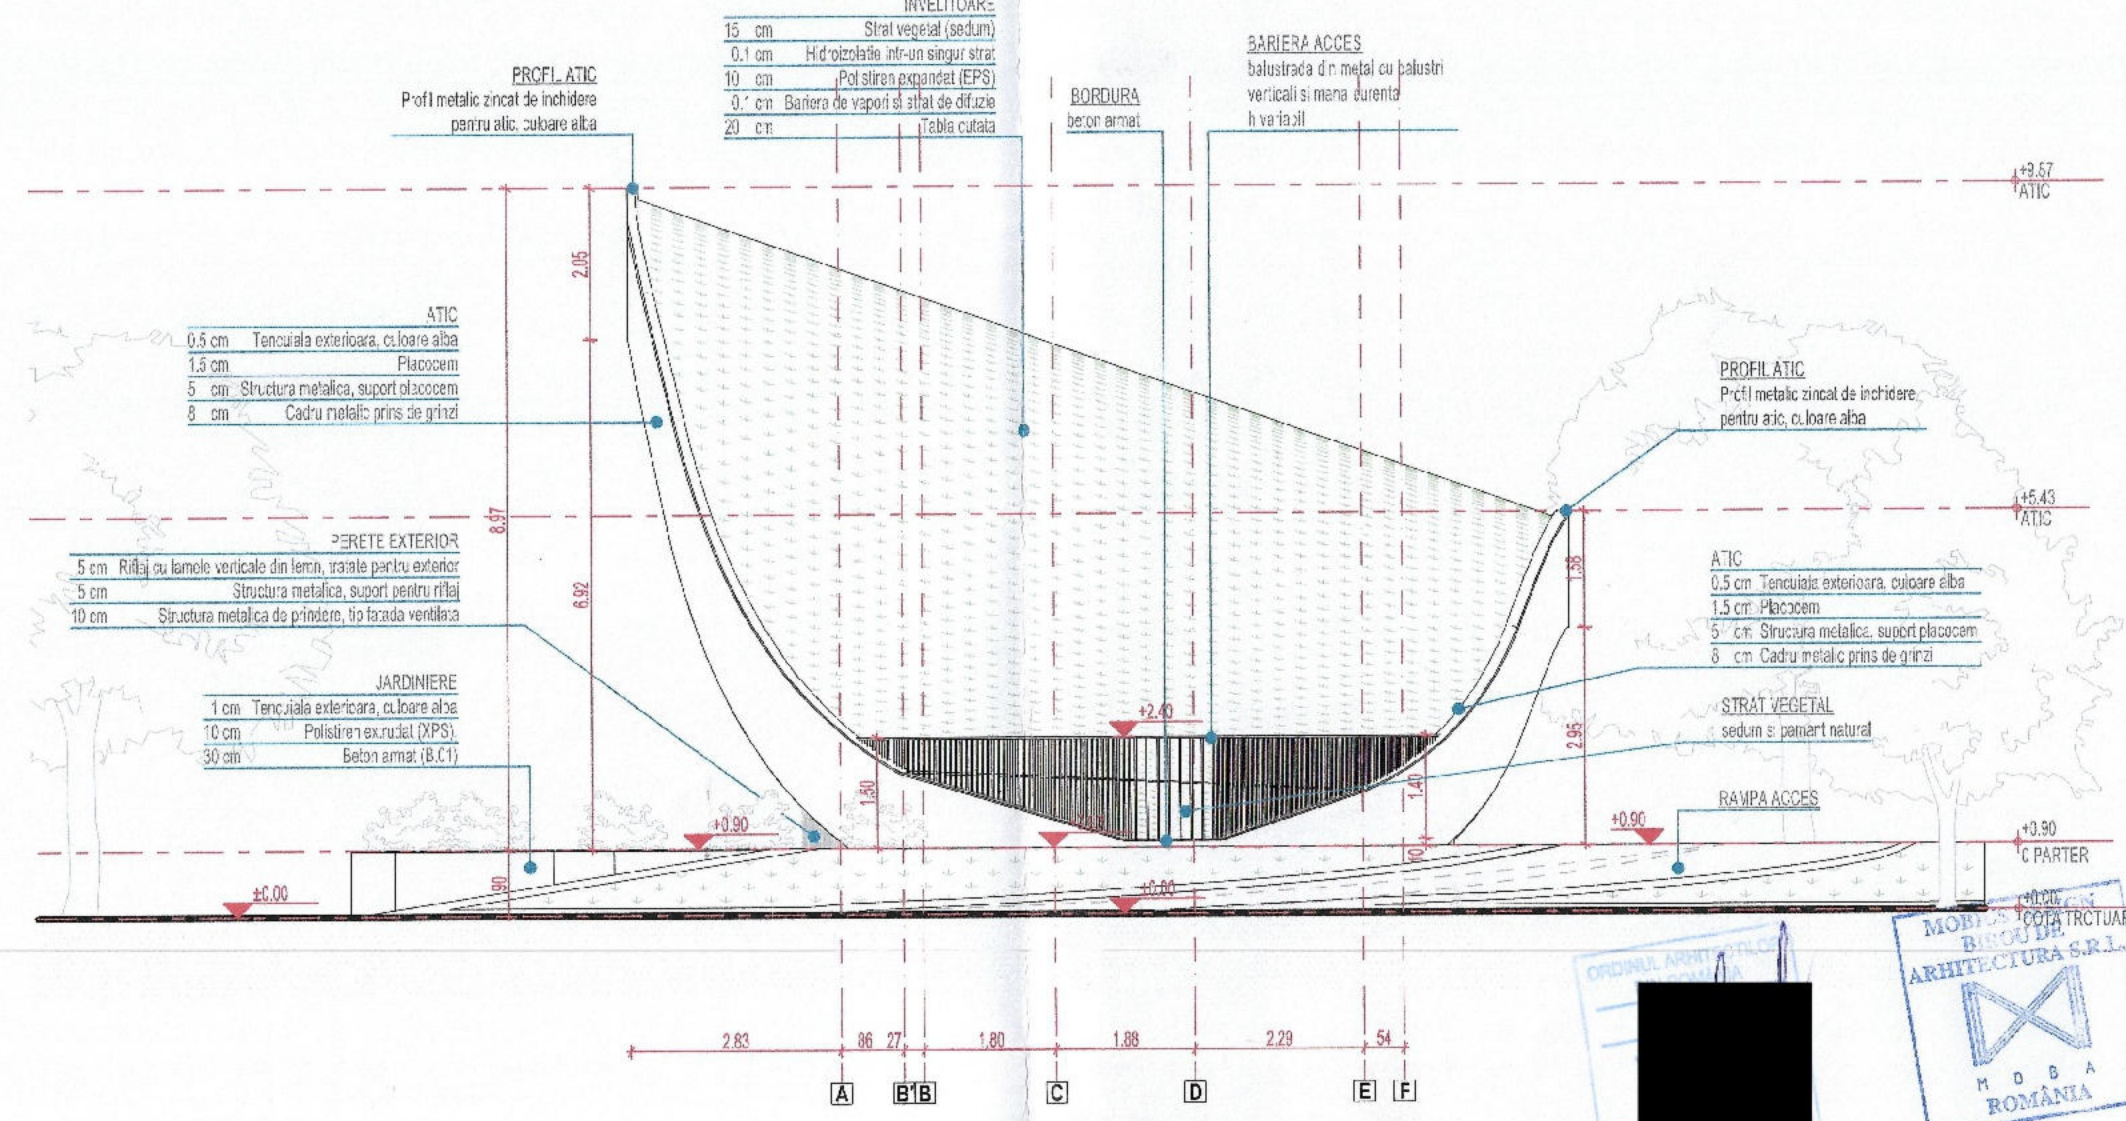 INVELITOARE
15 cm Strat vegetal (sedum)
0.1 cm Hidroizolatie intr-un singur strat
10 cm Polistiren expandat (EPS)
0.1 cm Bariera de vapori si strat de difuzie
20 cm Tabla cutata
PROFIL ATIC
Profil metalic zincat de inchidere
pentru atic, culoare alba
BORDURA
beton armat
BARIERA ACCES
balustrada din metal cu balustri
verticali si mana curenta
h variabil
+9.57
ATIC
2.05
ATIC
0.5 cm Tencuiala exterioara, culoare alba
1.5 cm Placocem
5 cm Structura metalica, suport placocem
8 cm Cadru metalic prins de grinzi
PROFIL ATIC
Profil metalic zincat de inchidere
pentru atic, culoare alba
+5.43
ATIC
8.97
6.92
PERETE EXTERIOR
5 cm Riflaj cu lamele verticale din lemn, tratate pentru exterior
5 cm Structura metalica, suport pentru riflaj
10 cm Structura metalica de prindere, tip fatada ventilata
1.58
ATIC
0.5 cm Tencuiala exterioara, culoare alba
1.5 cm Placocem
5 cm Structura metalica, suport placocem
8 cm Cadru metalic prins de grinzi
JARDINIERE
1 cm Tencuiala exterioara, culoare alba
10 cm Polistiren extrudat (XPS)
30 cm Beton armat (B.C1)
+2.40
2.95
STRAT VEGETAL
sedum si pamant natural
1.50
1.40
RAMPA ACCES
+0.90
+0.90
+0.90
C PARTER
10
90
±0.00
±0.00
±0.00
COTA TROTUAR
2.83
86
27
1.80
1.88
2.29
54
A
B'
B
C
D
E
F
ORDINUL ARHITECTILOR
DIN ROMÂNIA
MOBIUS DESIGN
BIROU DE
ARHITECTURA S.R.L.
M O B A
ROMÂNIA